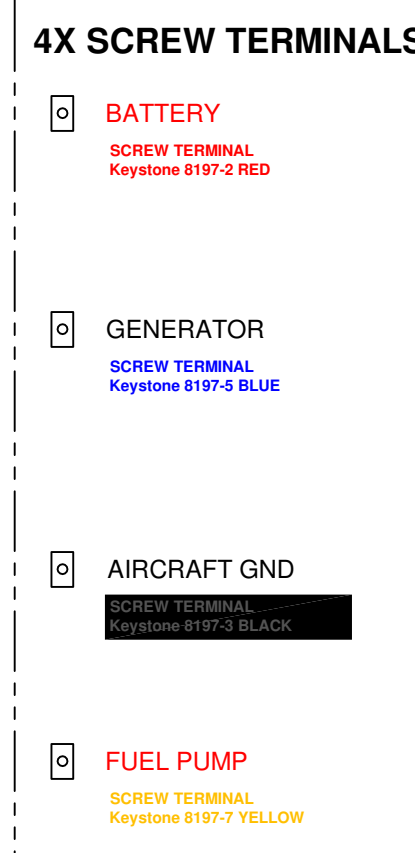 4X SCREW TERMINALS
BATTERY
SCREW TERMINAL
Keystone 8197-2 RED
GENERATOR
SCREW TERMINAL
Keystone 8197-5 BLUE
AIRCRAFT GND
SCREW TERMINAL
Keystone 8197-3 BLACK
FUEL PUMP
SCREW TERMINAL
Keystone 8197-7 YELLOW